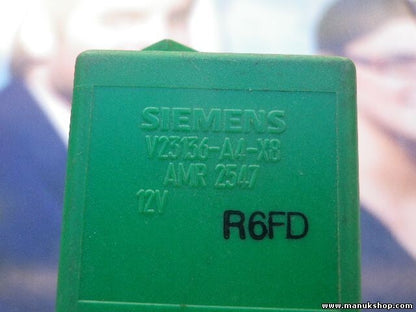 SIEMENS
V23136-A4-X8
AMR 2547
12V
R6FD
www.manukshop.com